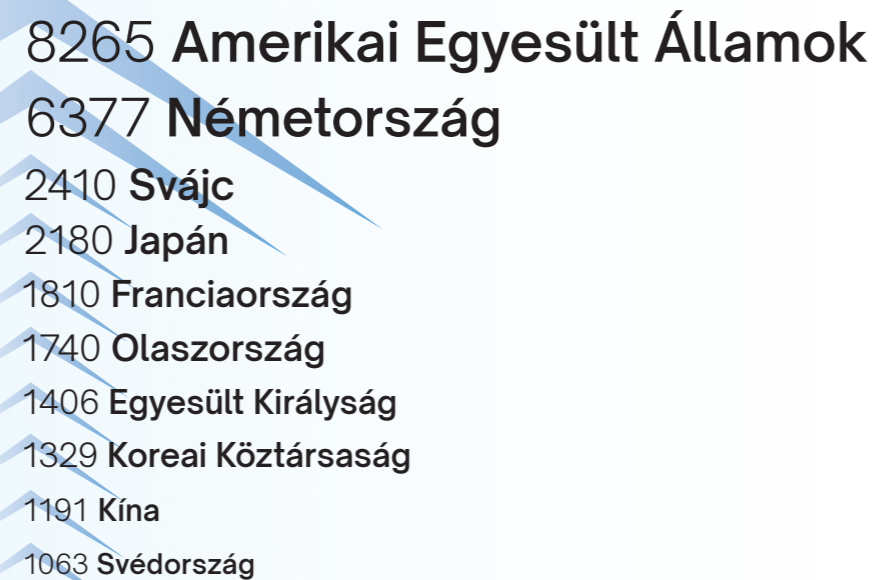 8265 Amerikai Egyesült Államok
6377 Németország
2410 Svájc
2180 Japán
1810 Franciaország
1740 Olaszország
1406 Egyesült Királyság
1329 Koreai Köztársaság
1191 Kína
1063 Svédország